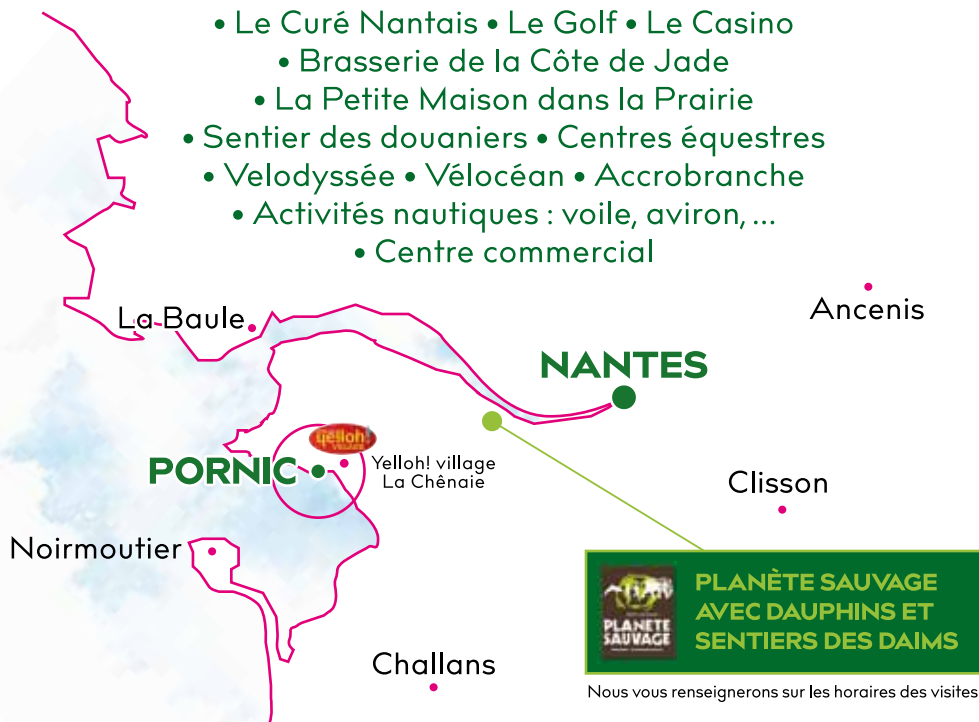 • Le Curé Nantais • Le Golf • Le Casino
• Brasserie de la Côte de Jade
• La Petite Maison dans la Prairie
• Sentier des douaniers • Centres équestres
• Velodyssée • Vélocéan • Accrobranche
• Activités nautiques : voile, aviron, ...
• Centre commercial
Ancenis
La Baule
NANTES
yelloh!
VILLAGE
PORNIC
Yelloh! village
La Chênaie
Clisson
Noirmoutier
PLANÈTE SAUVAGE
AVEC DAUPHINS ET
SENTIERS DES DAIMS
PLANETE
SAUVAGE
Challans
Nous vous renseignerons sur les horaires des visites